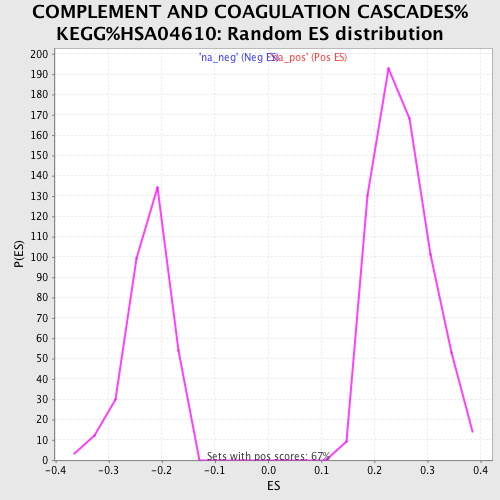 COMPLEMENT AND COAGULATION CASCADES%
KEGG%HSA04610: Random ES distribution
'na_neg' (Neg ES)
'na_pos' (Pos ES)
200
190
180
170
160
150
140
130
120
110
100
90
80
70
60
50
40
30
20
10
0
P(ES)
Sets with pos scores: 67%
-0.4 -0.3 -0.2 -0.1 0.0 0.1 0.2 0.3 0.4
ES